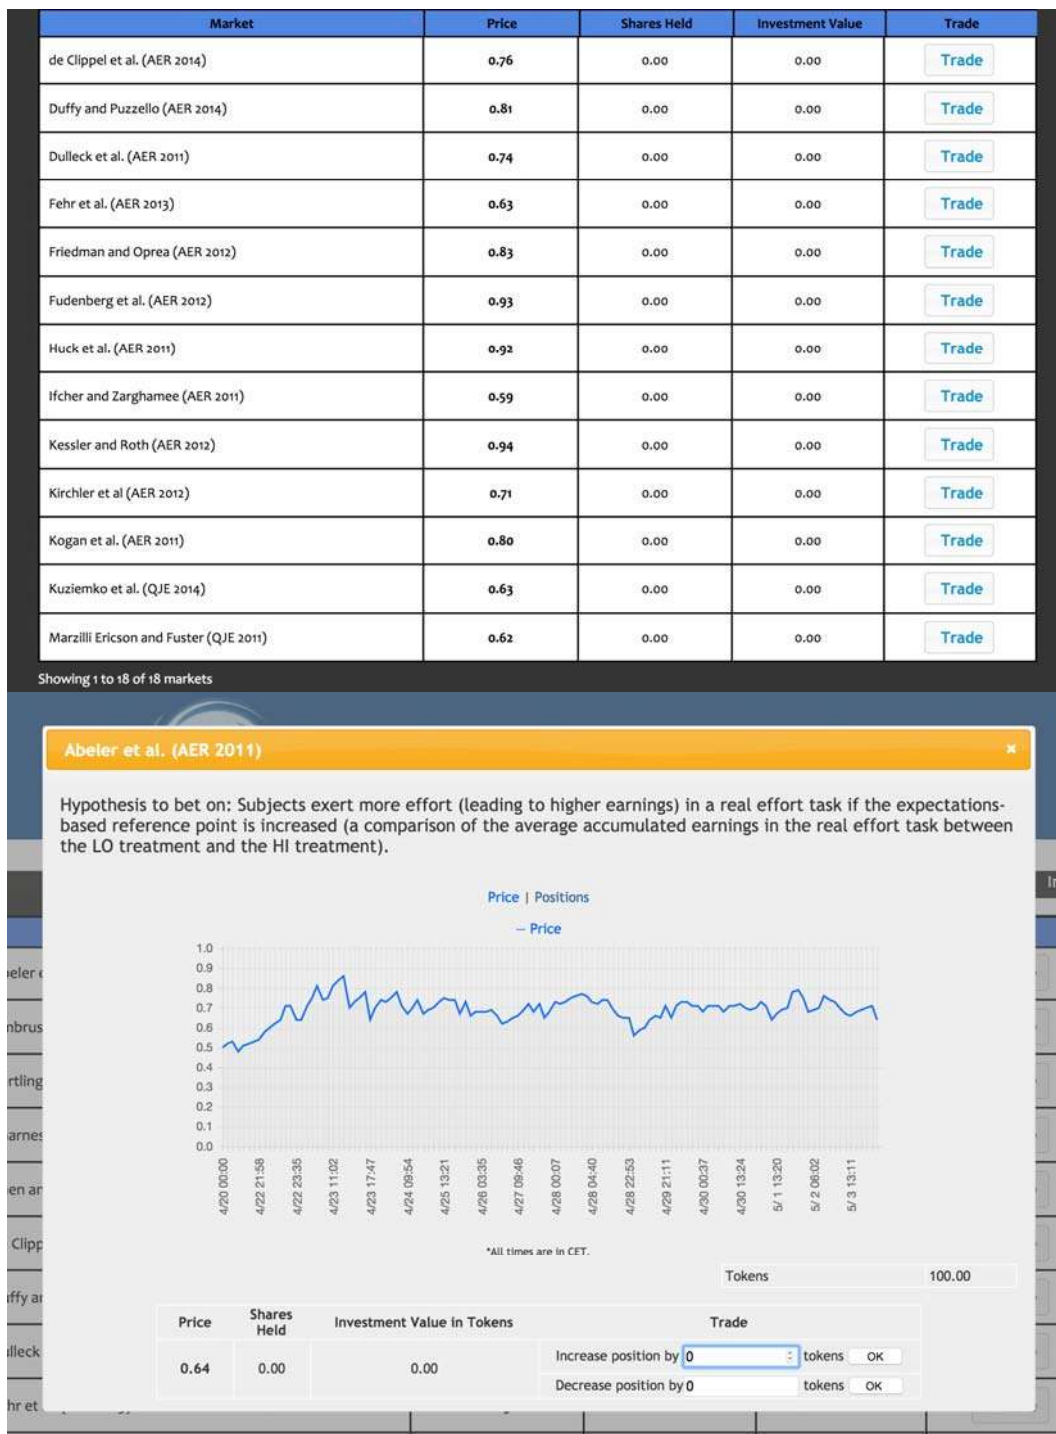 Market Price Shares Held Investment Value Trade
de Clippel et al. (AER 2014) 0.76 0.00 0.00 Trade
Duffy and Puzzello (AER 2014) 0.81 0.00 0.00 Trade
Dulleck et al. (AER 2011) 0.74 0.00 0.00 Trade
Fehr et al. (AER 2013) 0.63 0.00 0.00 Trade
Friedman and Oprea (AER 2012) 0.83 0.00 0.00 Trade
Fudenberg et al. (AER 2012) 0.93 0.00 0.00 Trade
Huck et al. (AER 2011) 0.92 0.00 0.00 Trade
Ifcher and Zarghamee (AER 2011) 0.59 0.00 0.00 Trade
Kessler and Roth (AER 2012) 0.94 0.00 0.00 Trade
Kirchler et al (AER 2012) 0.71 0.00 0.00 Trade
Kogan et al. (AER 2011) 0.80 0.00 0.00 Trade
Kuziemko et al. (QJE 2014) 0.63 0.00 0.00 Trade
Marzilli Ericson and Fuster (QJE 2011) 0.62 0.00 0.00 Trade
Showing 1 to 18 of 18 markets
Abeler et al. (AER 2011) ×
Hypothesis to bet on: Subjects exert more effort (leading to higher earnings) in a real effort task if the expectations-
based reference point is increased (a comparison of the average accumulated earnings in the real effort task between
the LO treatment and the HI treatment).
Price | Positions
— Price
1.0
0.9
0.8
0.7
0.6
0.5
0.4
0.3
0.2
0.1
0.0
4/20 00:00 4/22 21:58 4/22 23:35 4/23 11:02 4/23 17:47 4/24 09:54 4/25 13:21 4/26 03:35 4/27 09:46 4/28 00:07 4/28 04:40 4/28 22:53 4/29 21:11 4/30 00:37 4/30 13:24 5/ 1 13:20 5/ 2 06:02 5/ 3 13:11
*All times are in CET.
Tokens 100.00
Price Shares Held Investment Value in Tokens Trade
0.64 0.00 0.00 Increase position by 0 tokens OK
Decrease position by 0 tokens OK